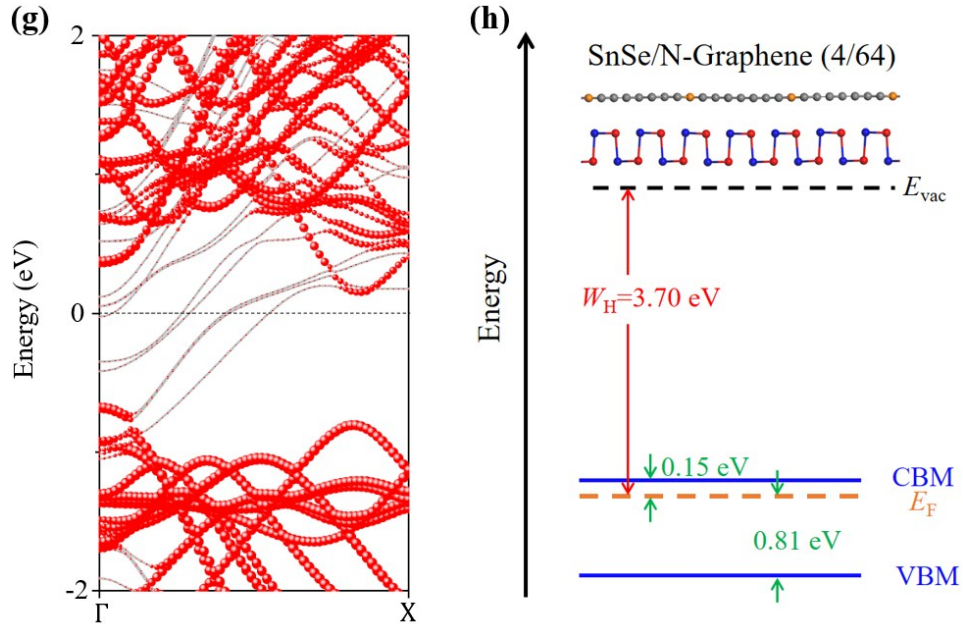 (g)
2
0
-2
Energy (eV)
Γ
X
(h)
SnSe/N-Graphene (4/64)
Energy
E_vac
W_H=3.70 eV
0.15 eV
CBM
E_F
0.81 eV
VBM